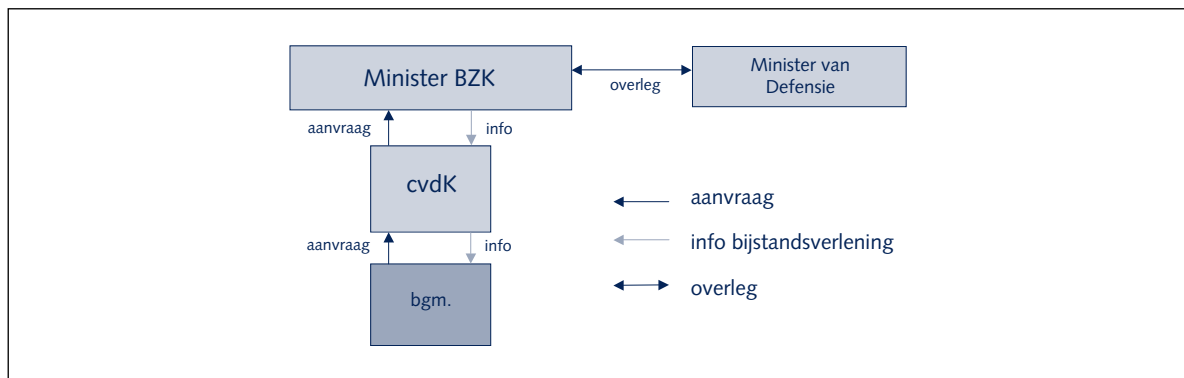 Minister BZK
overleg
Minister van
Defensie
aanvraag
info
cvdK
aanvraag
info
bgm.
aanvraag
info bijstandsverlening
overleg